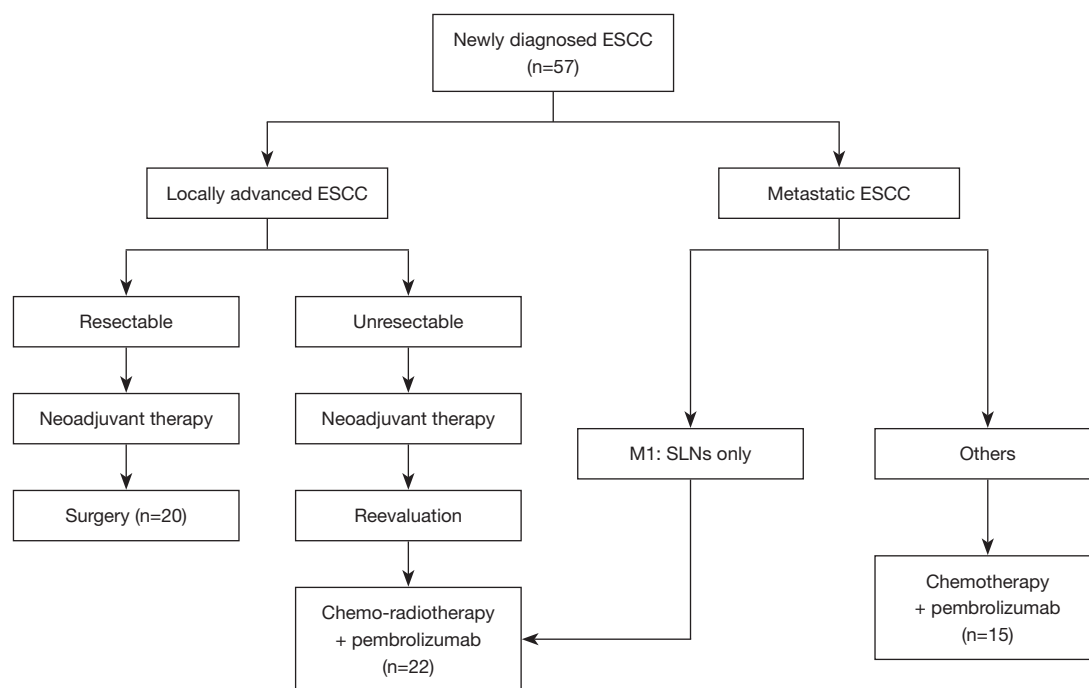 Newly diagnosed ESCC
(n=57)
Locally advanced ESCC
Metastatic ESCC
Resectable
Unresectable
Neoadjuvant therapy
Neoadjuvant therapy
M1: SLNs only
Others
Surgery (n=20)
Reevaluation
Chemo-radiotherapy
+ pembrolizumab
(n=22)
Chemotherapy
+ pembrolizumab
(n=15)